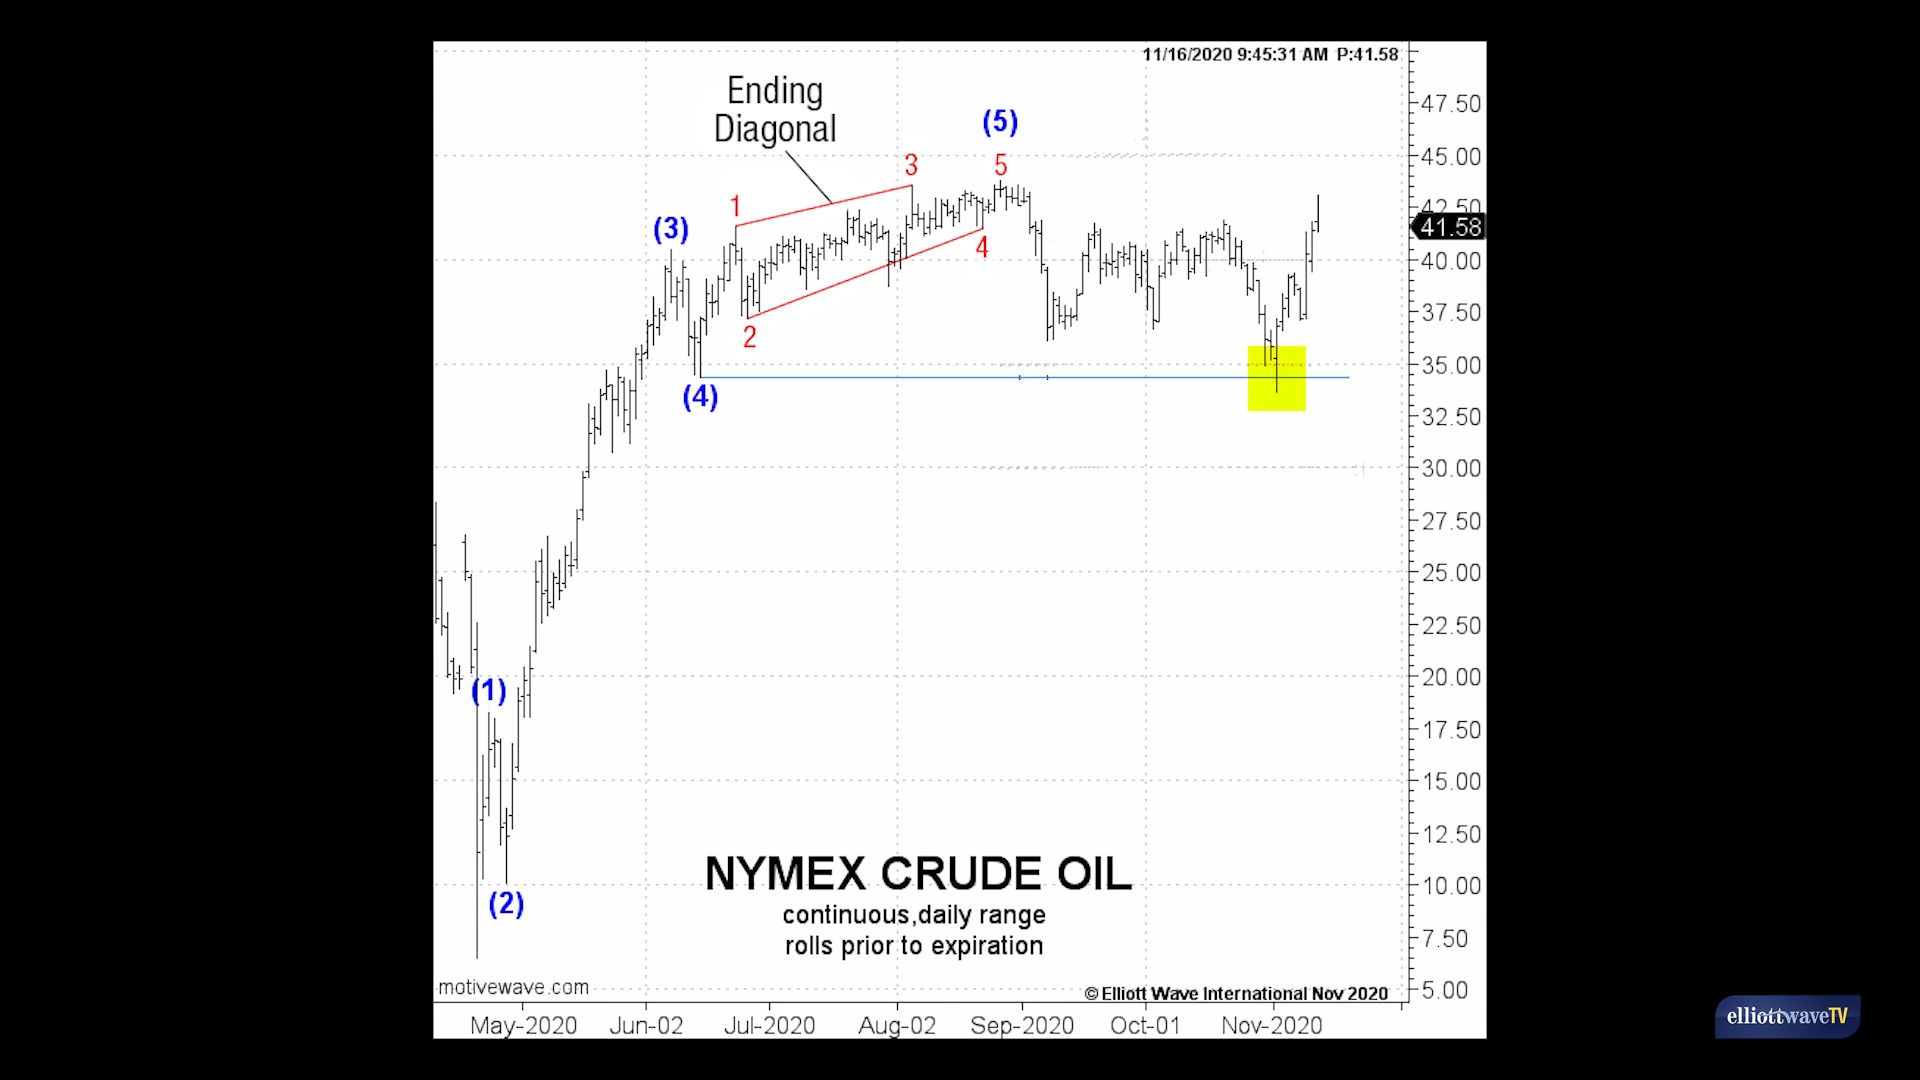 11/16/2020 9:45:31 AM P:41.58
Ending
Diagonal
(5)
47.50
45.00
3
5
1
42.50
41.58
(3)
4
40.00
37.50
2
35.00
(4)
32.50
30.00
27.50
25.00
22.50
(1)
20.00
17.50
15.00
12.50
NYMEX CRUDE OIL
10.00
(2)
continuous,daily range
rolls prior to expiration
7.50
motivewave.com
© Elliott Wave International Nov 2020
5.00
May-2020 Jun-02 Jul-2020 Aug-02 Sep-2020 Oct-01 Nov-2020
elliottwaveTV